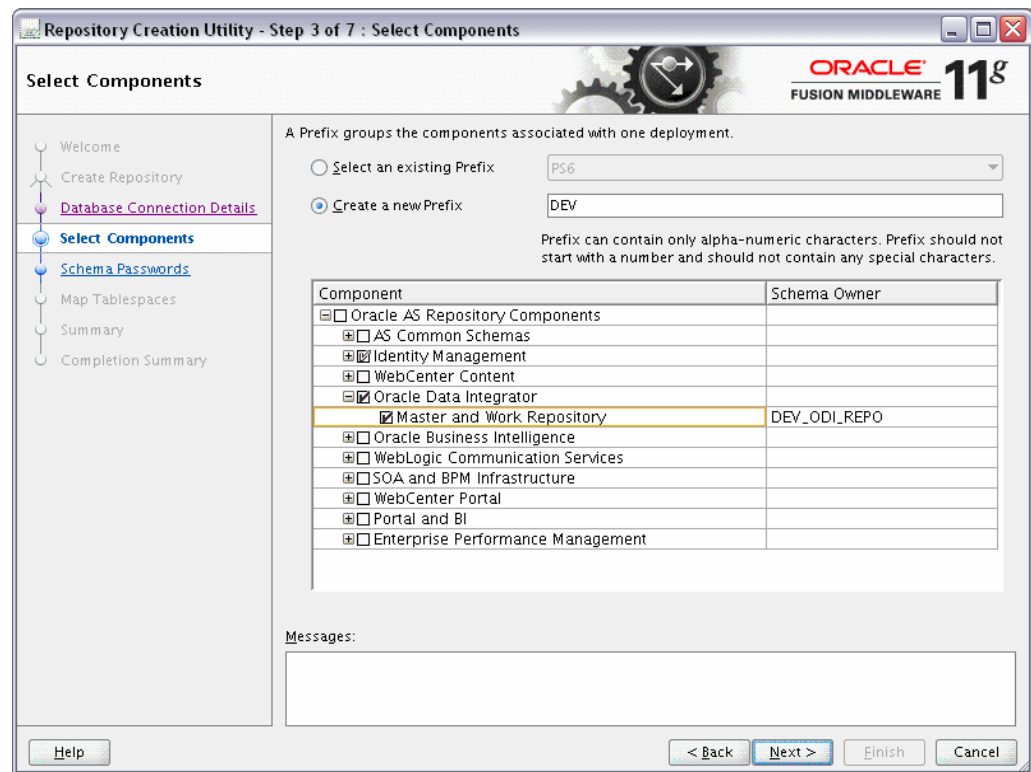 Repository Creation Utility - Step 3 of 7 : Select Components
Select Components
ORACLE
FUSION MIDDLEWARE
11g
Welcome
Create Repository
Database Connection Details
Select Components
Schema Passwords
Map Tablespaces
Summary
Completion Summary
A Prefix groups the components associated with one deployment.
Select an existing Prefix PS6
Create a new Prefix DEV
Prefix can contain only alpha-numeric characters. Prefix should not
start with a number and should not contain any special characters.
Component Schema Owner
Oracle AS Repository Components
AS Common Schemas
Identity Management
WebCenter Content
Oracle Data Integrator
Master and Work Repository DEV_ODI_REPO
Oracle Business Intelligence
WebLogic Communication Services
SOA and BPM Infrastructure
WebCenter Portal
Portal and BI
Enterprise Performance Management
Messages:
Help < Back Next > Finish Cancel